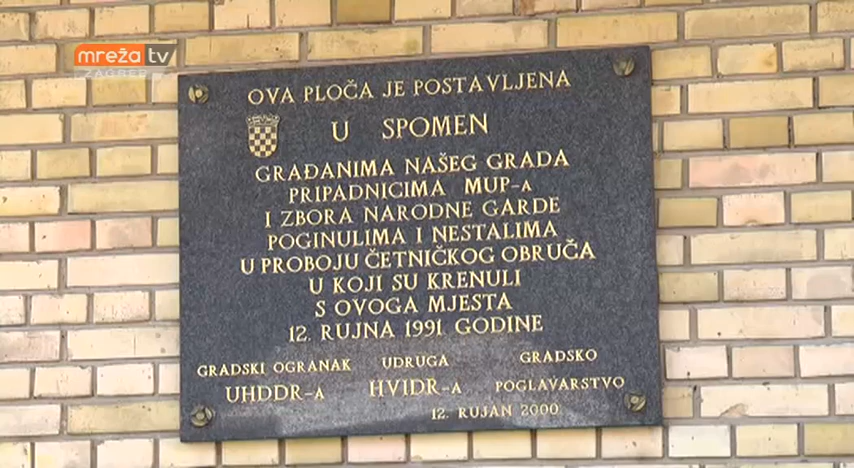 mreža tv
ZAGREB
OVA PLOČA JE POSTAVLJENA
U SPOMEN
GRAĐANIMA NAŠEG GRADA
PRIPADNICIMA MUP-a
I ZBORA NARODNE GARDE
POGINULIMA I NESTALIMA
U PROBOJU ČETNIČKOG OBRUČA
U KOJI SU KRENULI
S OVOGA MJESTA
12. RUJNA 1991. GODINE
GRADSKI OGRANAK UDRUGA GRADSKO
UHDDR-a HVIDR-a POGLAVARSTVO
12. RUJAN 2000